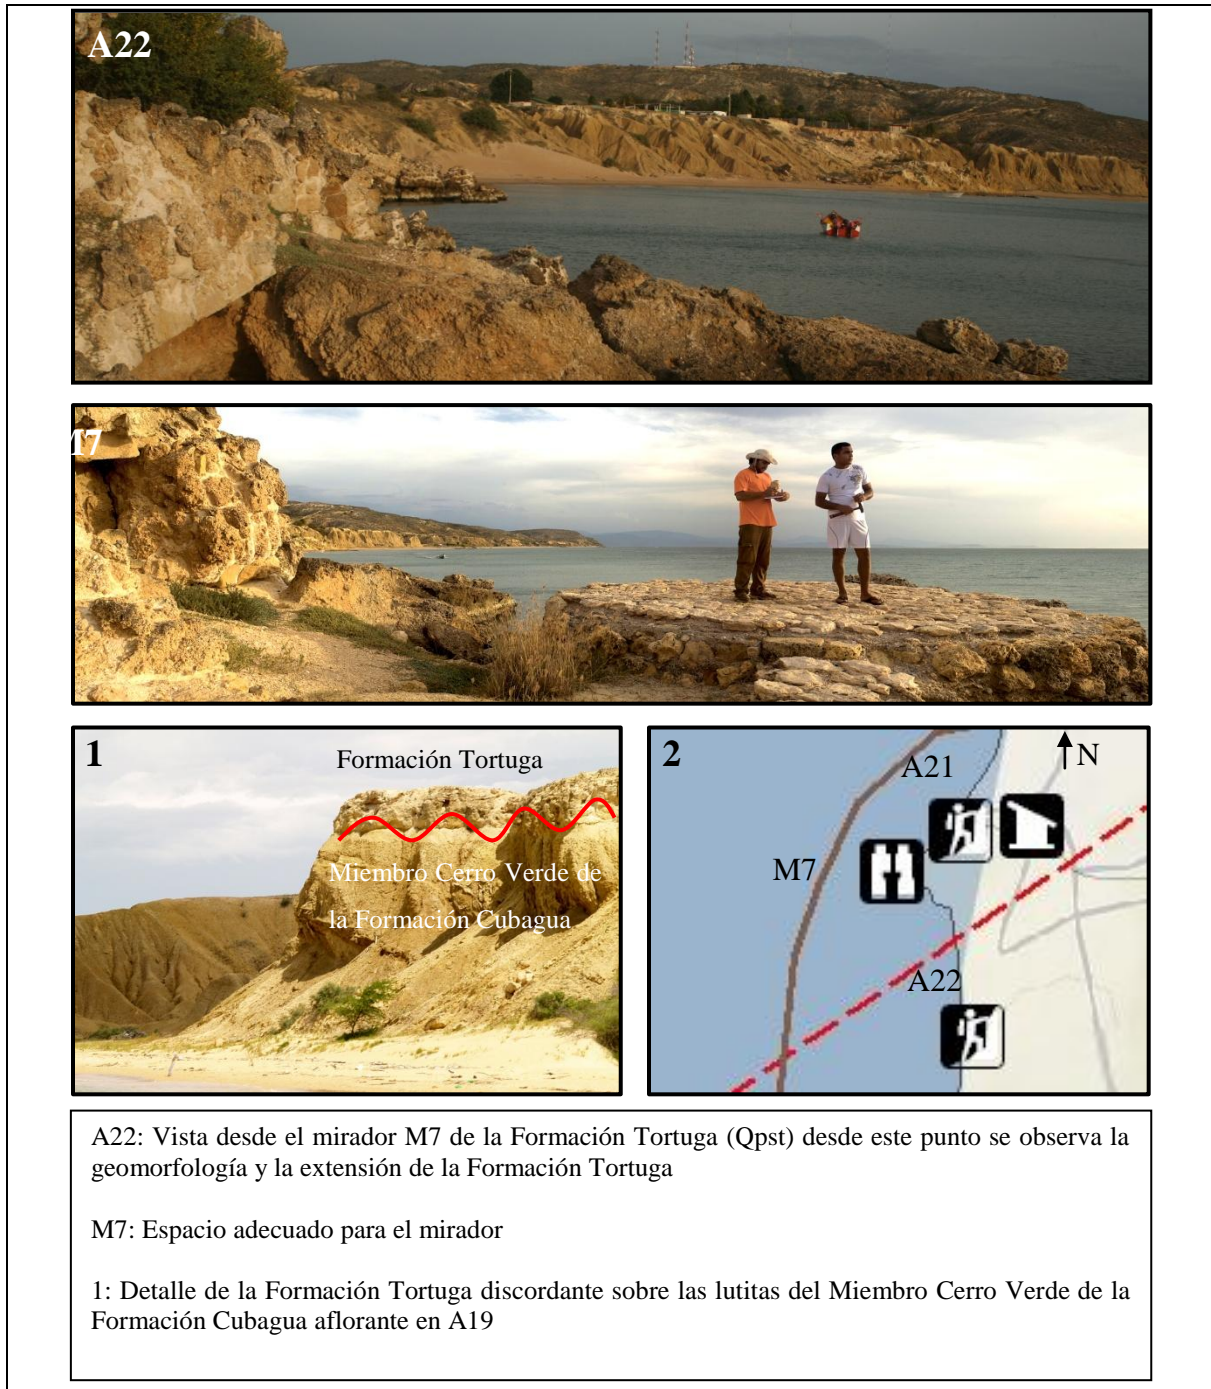 A22
M7
1
Formación Tortuga
Miembro Cerro Verde de
la Formación Cubagua
2
N
A21
M7
A22
A22: Vista desde el mirador M7 de la Formación Tortuga (Qpst) desde este punto se observa la
geomorfología y la extensión de la Formación Tortuga
M7: Espacio adecuado para el mirador
1: Detalle de la Formación Tortuga discordante sobre las lutitas del Miembro Cerro Verde de la
Formación Cubagua aflorante en A19